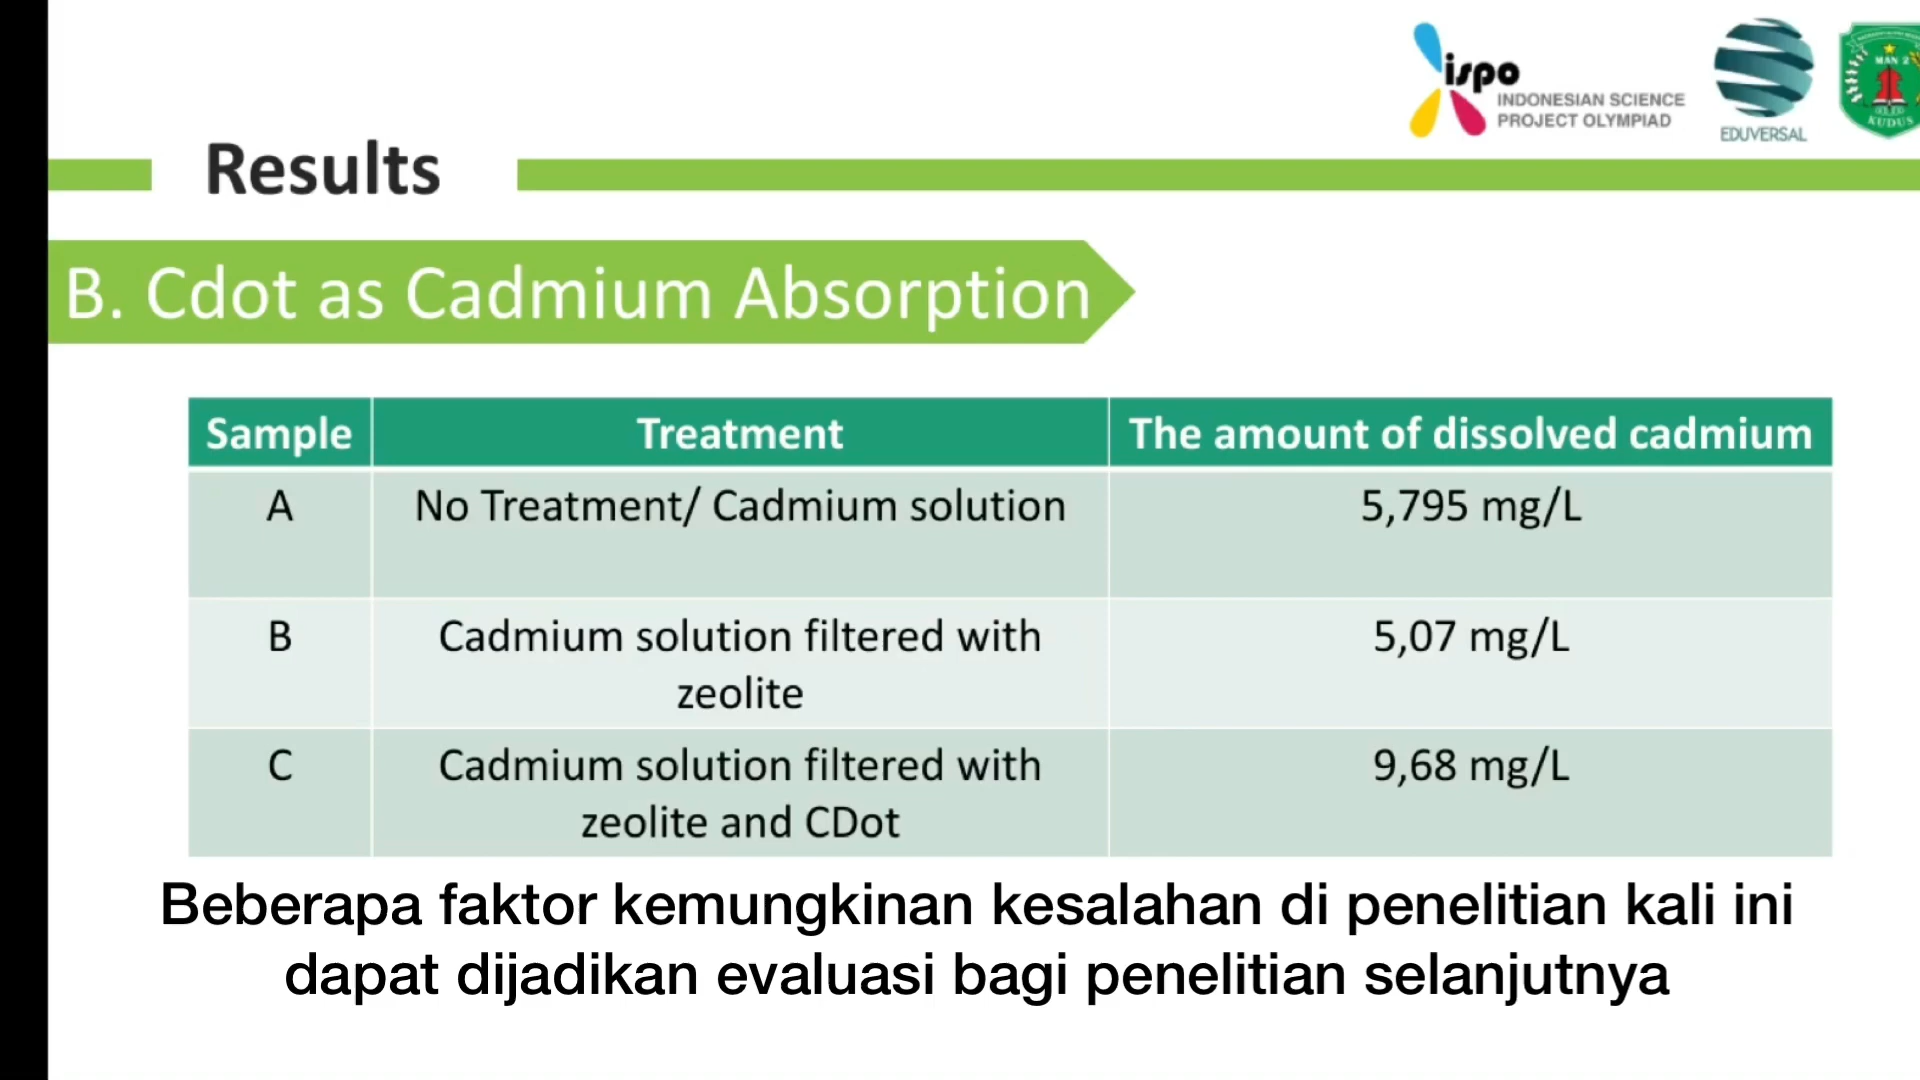 ispo
INDONESIAN SCIENCE
PROJECT OLYMPIAD
EDUVERSAL
MAN 2
KUDUS
Results
B. Cdot as Cadmium Absorption
Sample Treatment The amount of dissolved cadmium
A No Treatment/ Cadmium solution 5,795 mg/L
B Cadmium solution filtered with 5,07 mg/L
zeolite
C Cadmium solution filtered with 9,68 mg/L
zeolite and CDot
Beberapa faktor kemungkinan kesalahan di penelitian kali ini
dapat dijadikan evaluasi bagi penelitian selanjutnya